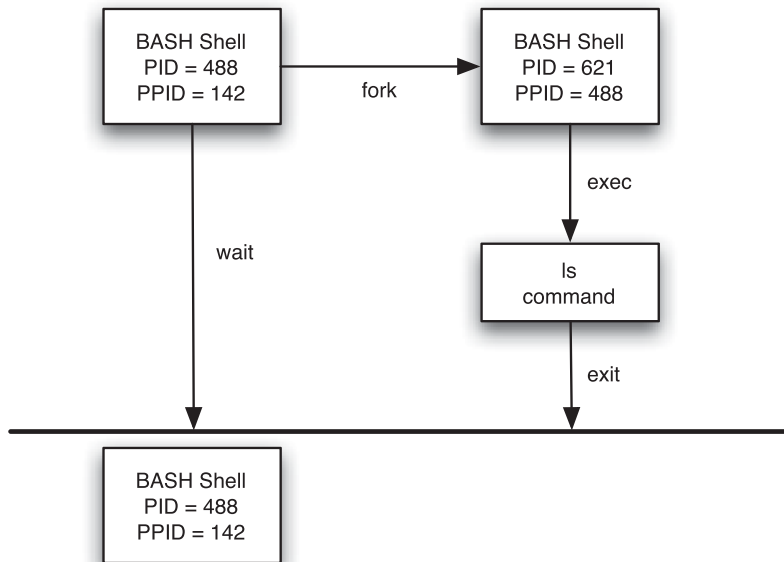 BASH Shell
PID = 488
PPID = 142
fork
BASH Shell
PID = 621
PPID = 488
wait
exec
ls
command
exit
BASH Shell
PID = 488
PPID = 142